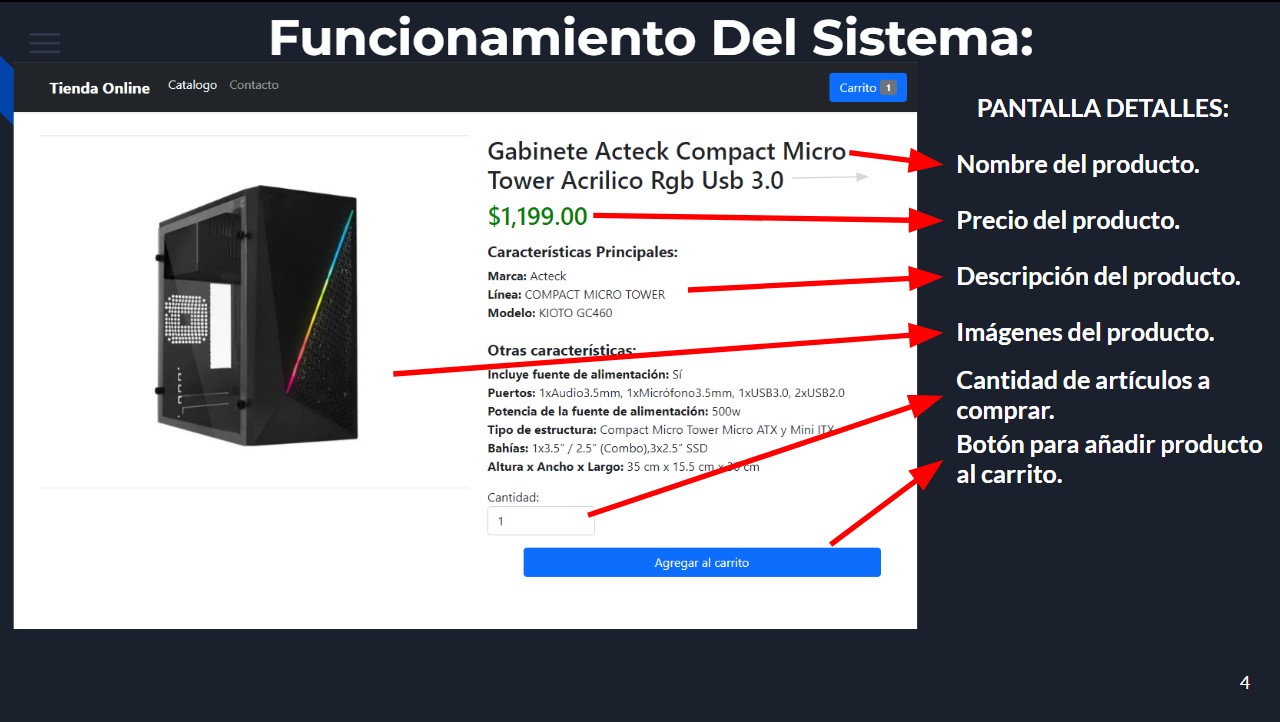 Funcionamiento Del Sistema:
Tienda Online Catalogo Contacto Carrito 1
Gabinete Acteck Compact Micro
Tower Acrilico Rgb Usb 3.0
$1,199.00
Características Principales:
Marca: Acteck
Línea: COMPACT MICRO TOWER
Modelo: KIOTO GC460
Otras características:
Incluye fuente de alimentación: Sí
Puertos: 1xAudio3.5mm, 1xMicrófono3.5mm, 1xUSB3.0, 2xUSB2.0
Potencia de la fuente de alimentación: 500w
Tipo de estructura: Compact Micro Tower Micro ATX y Mini ITX
Bahías: 1x3.5" / 2.5" (Combo),3x2.5" SSD
Altura x Ancho x Largo: 35 cm x 15.5 cm x cm
Cantidad:
1
Agregar al carrito
PANTALLA DETALLES:
Nombre del producto.
Precio del producto.
Descripción del producto.
Imágenes del producto.
Cantidad de artículos a
comprar.
Botón para añadir producto
al carrito.
4